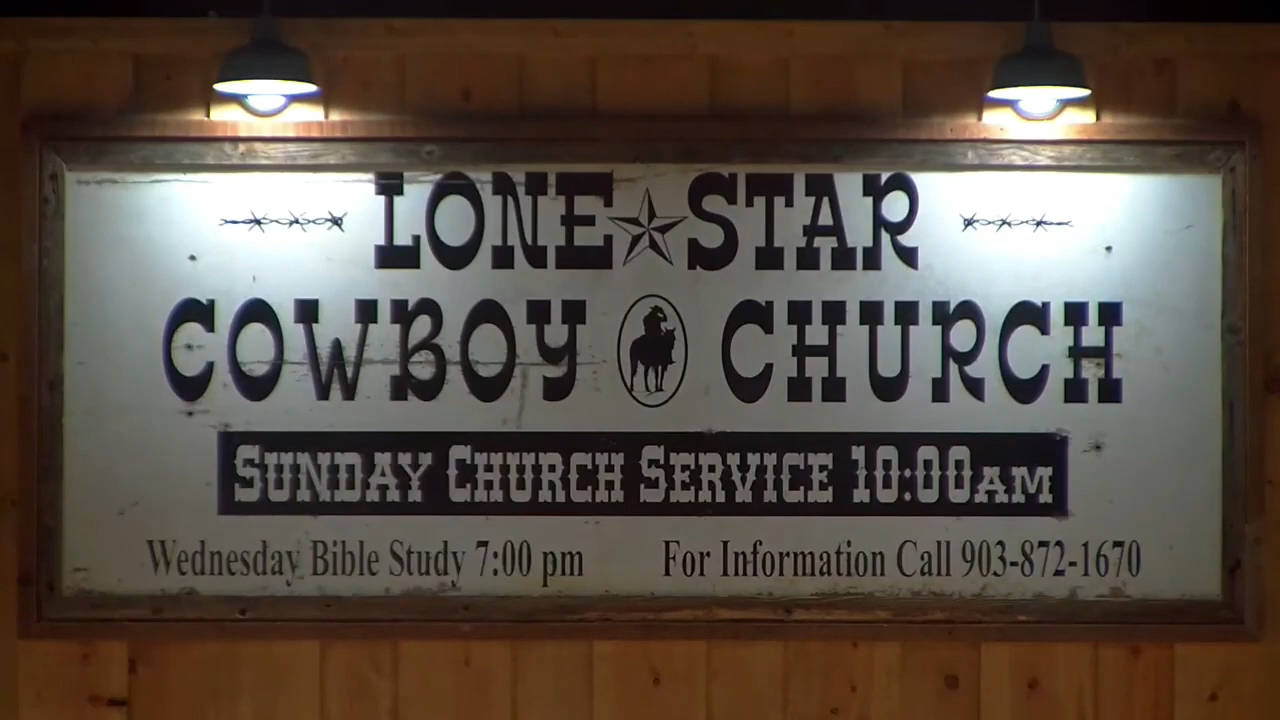 LONE STAR
COWBOY CHURCH
SUNDAY CHURCH SERVICE 10:00AM
Wednesday Bible Study 7:00 pm For Information Call 903-872-1670